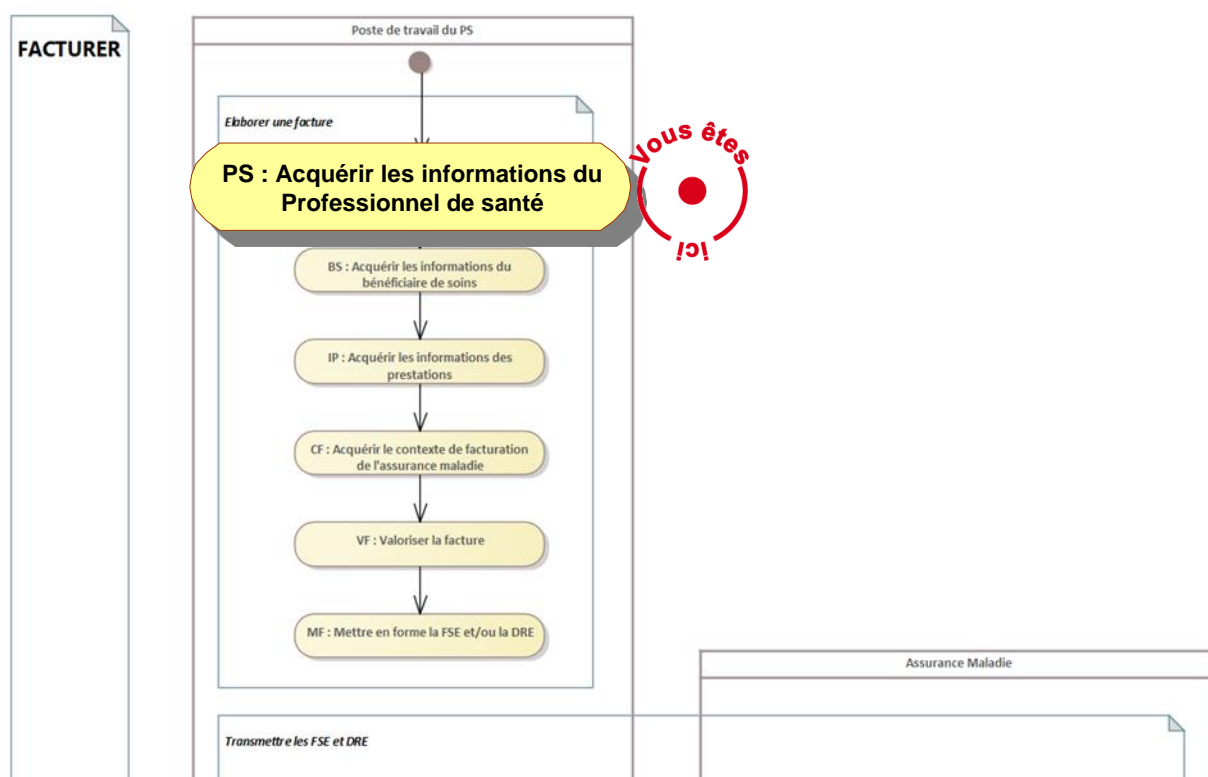 FACTURER
Poste de travail du PS
Elaborer une facture
PS : Acquérir les informations du
Professionnel de santé
Vous êtes
ici
BS : Acquérir les informations du
bénéficiaire de soins
IP : Acquérir les informations des
prestations
CF : Acquérir le contexte de facturation
de l'assurance maladie
VF : Valoriser la facture
MF : Mettre en forme la FSE et/ou la DRE
Assurance Maladie
Transmettre les FSE et DRE